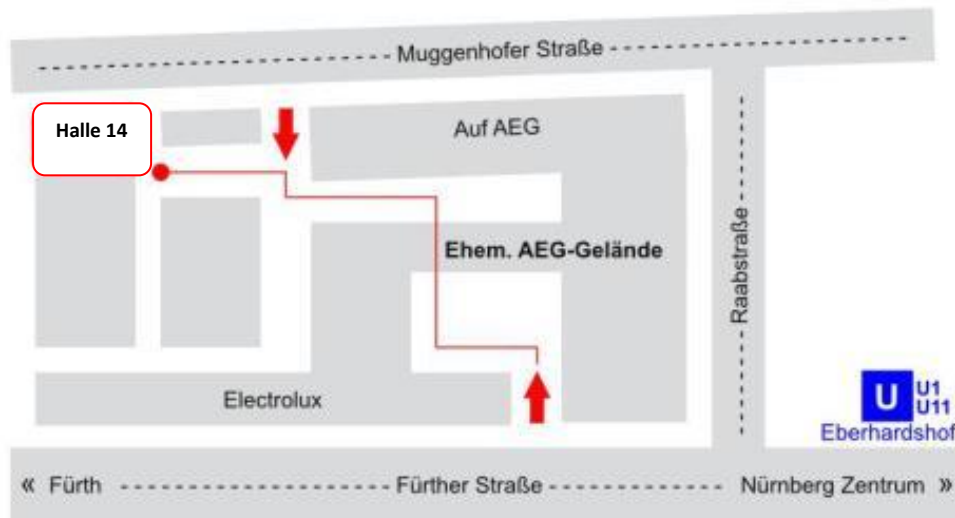 Muggenhofer Straße
Halle 14
Auf AEG
Ehem. AEG-Gelände
Raabstraße
Electrolux
U U1
U11
Eberhardshof
« Fürth Fürther Straße Nürnberg Zentrum »